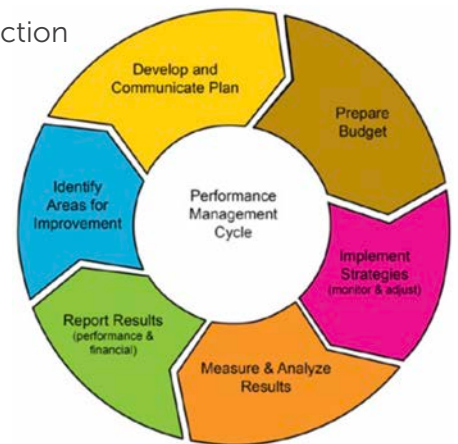 ction
Develop and
Communicate Plan
Prepare
Budget
Implement
Strategies
(monitor & adjust)
Measure & Analyze
Results
Report Results
(performance &
financial)
Identify
Areas for
Improvement
Performance
Management
Cycle